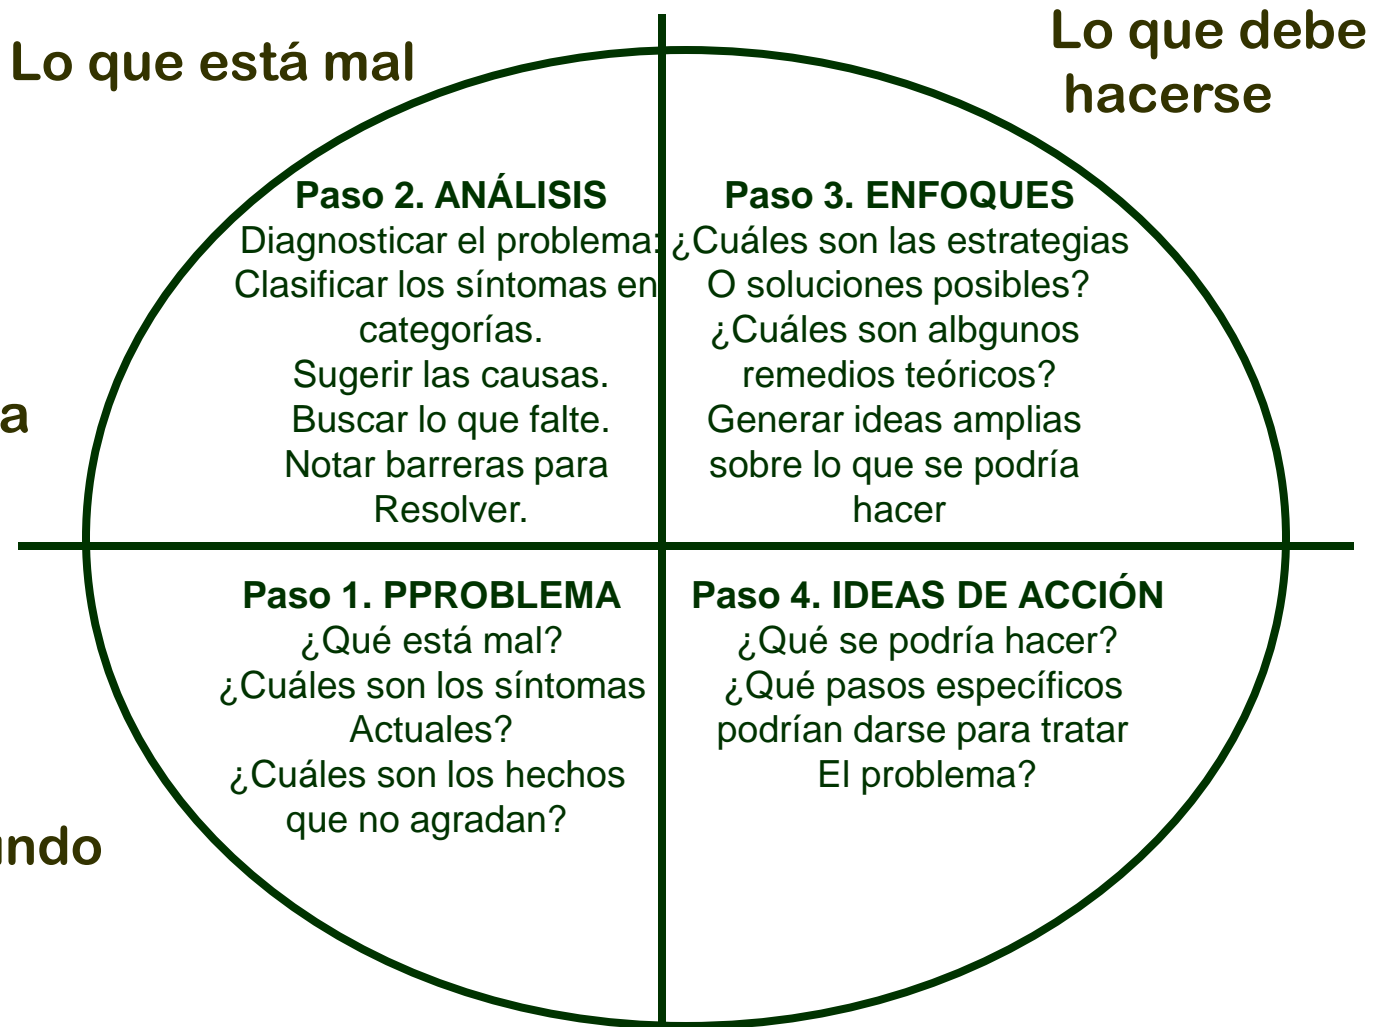 Lo que está mal
Lo que debe
hacerse
Paso 2. ANÁLISIS
Diagnosticar el problema:
Clasificar los síntomas en
categorías.
Sugerir las causas.
Buscar lo que falte.
Notar barreras para
Resolver.
Paso 3. ENFOQUES
¿Cuáles son las estrategias
O soluciones posibles?
¿Cuáles son albgunos
remedios teóricos?
Generar ideas amplias
sobre lo que se podría
hacer
Paso 1. PPROBLEMA
¿Qué está mal?
¿Cuáles son los síntomas
Actuales?
¿Cuáles son los hechos
que no agradan?
Paso 4. IDEAS DE ACCIÓN
¿Qué se podría hacer?
¿Qué pasos específicos
podrían darse para tratar
El problema?